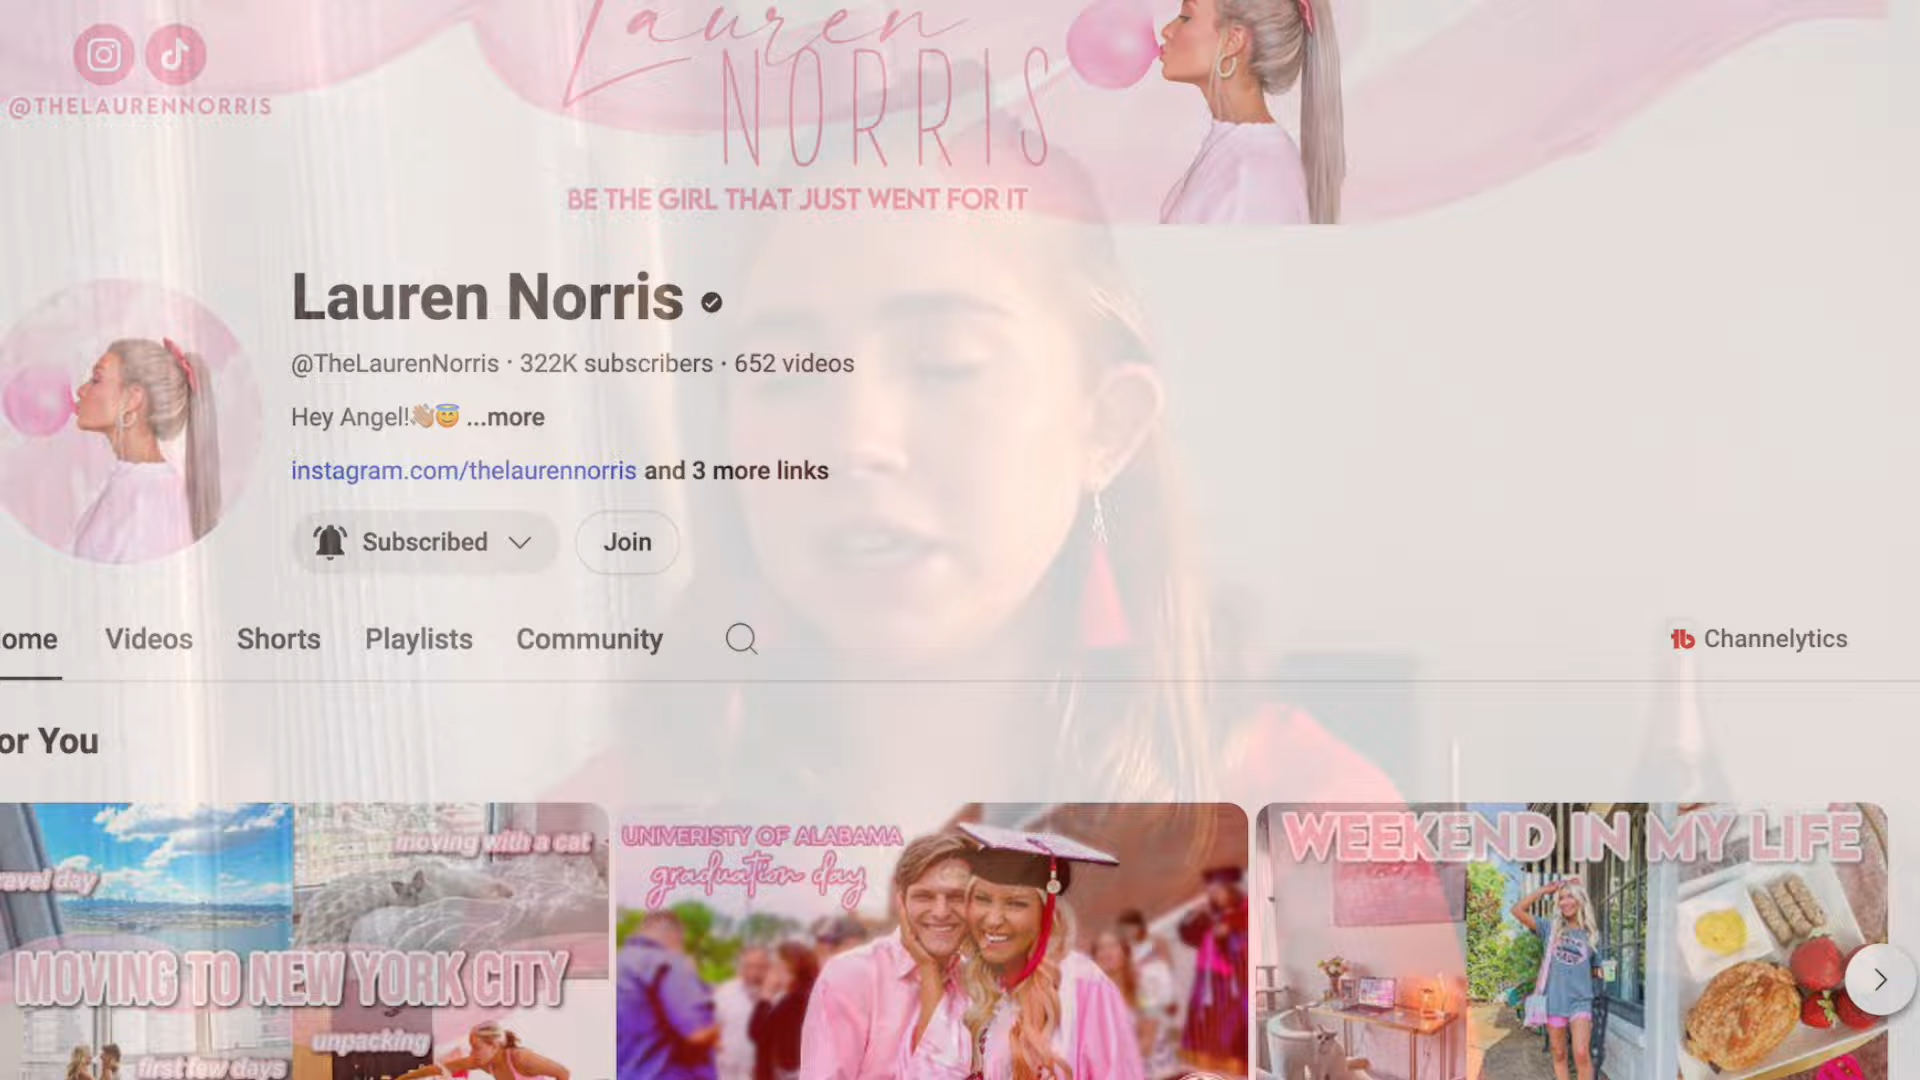 Lauren
NORRIS
@THELAURENNORRIS
BE THE GIRL THAT JUST WENT FOR IT
Lauren Norris
@TheLaurenNorris · 322K subscribers · 652 videos
Hey Angel!👋🏼😇 ...more
instagram.com/thelaurennorris and 3 more links
Subscribed
Join
ome
Videos
Shorts
Playlists
Community
tb Channelytics
or You
moving with a cat
avel day
MOVING TO NEW YORK CITY
unpacking
first few days
UNIVERISTY OF ALABAMA
graduation day
WEEKEND IN MY LIFE